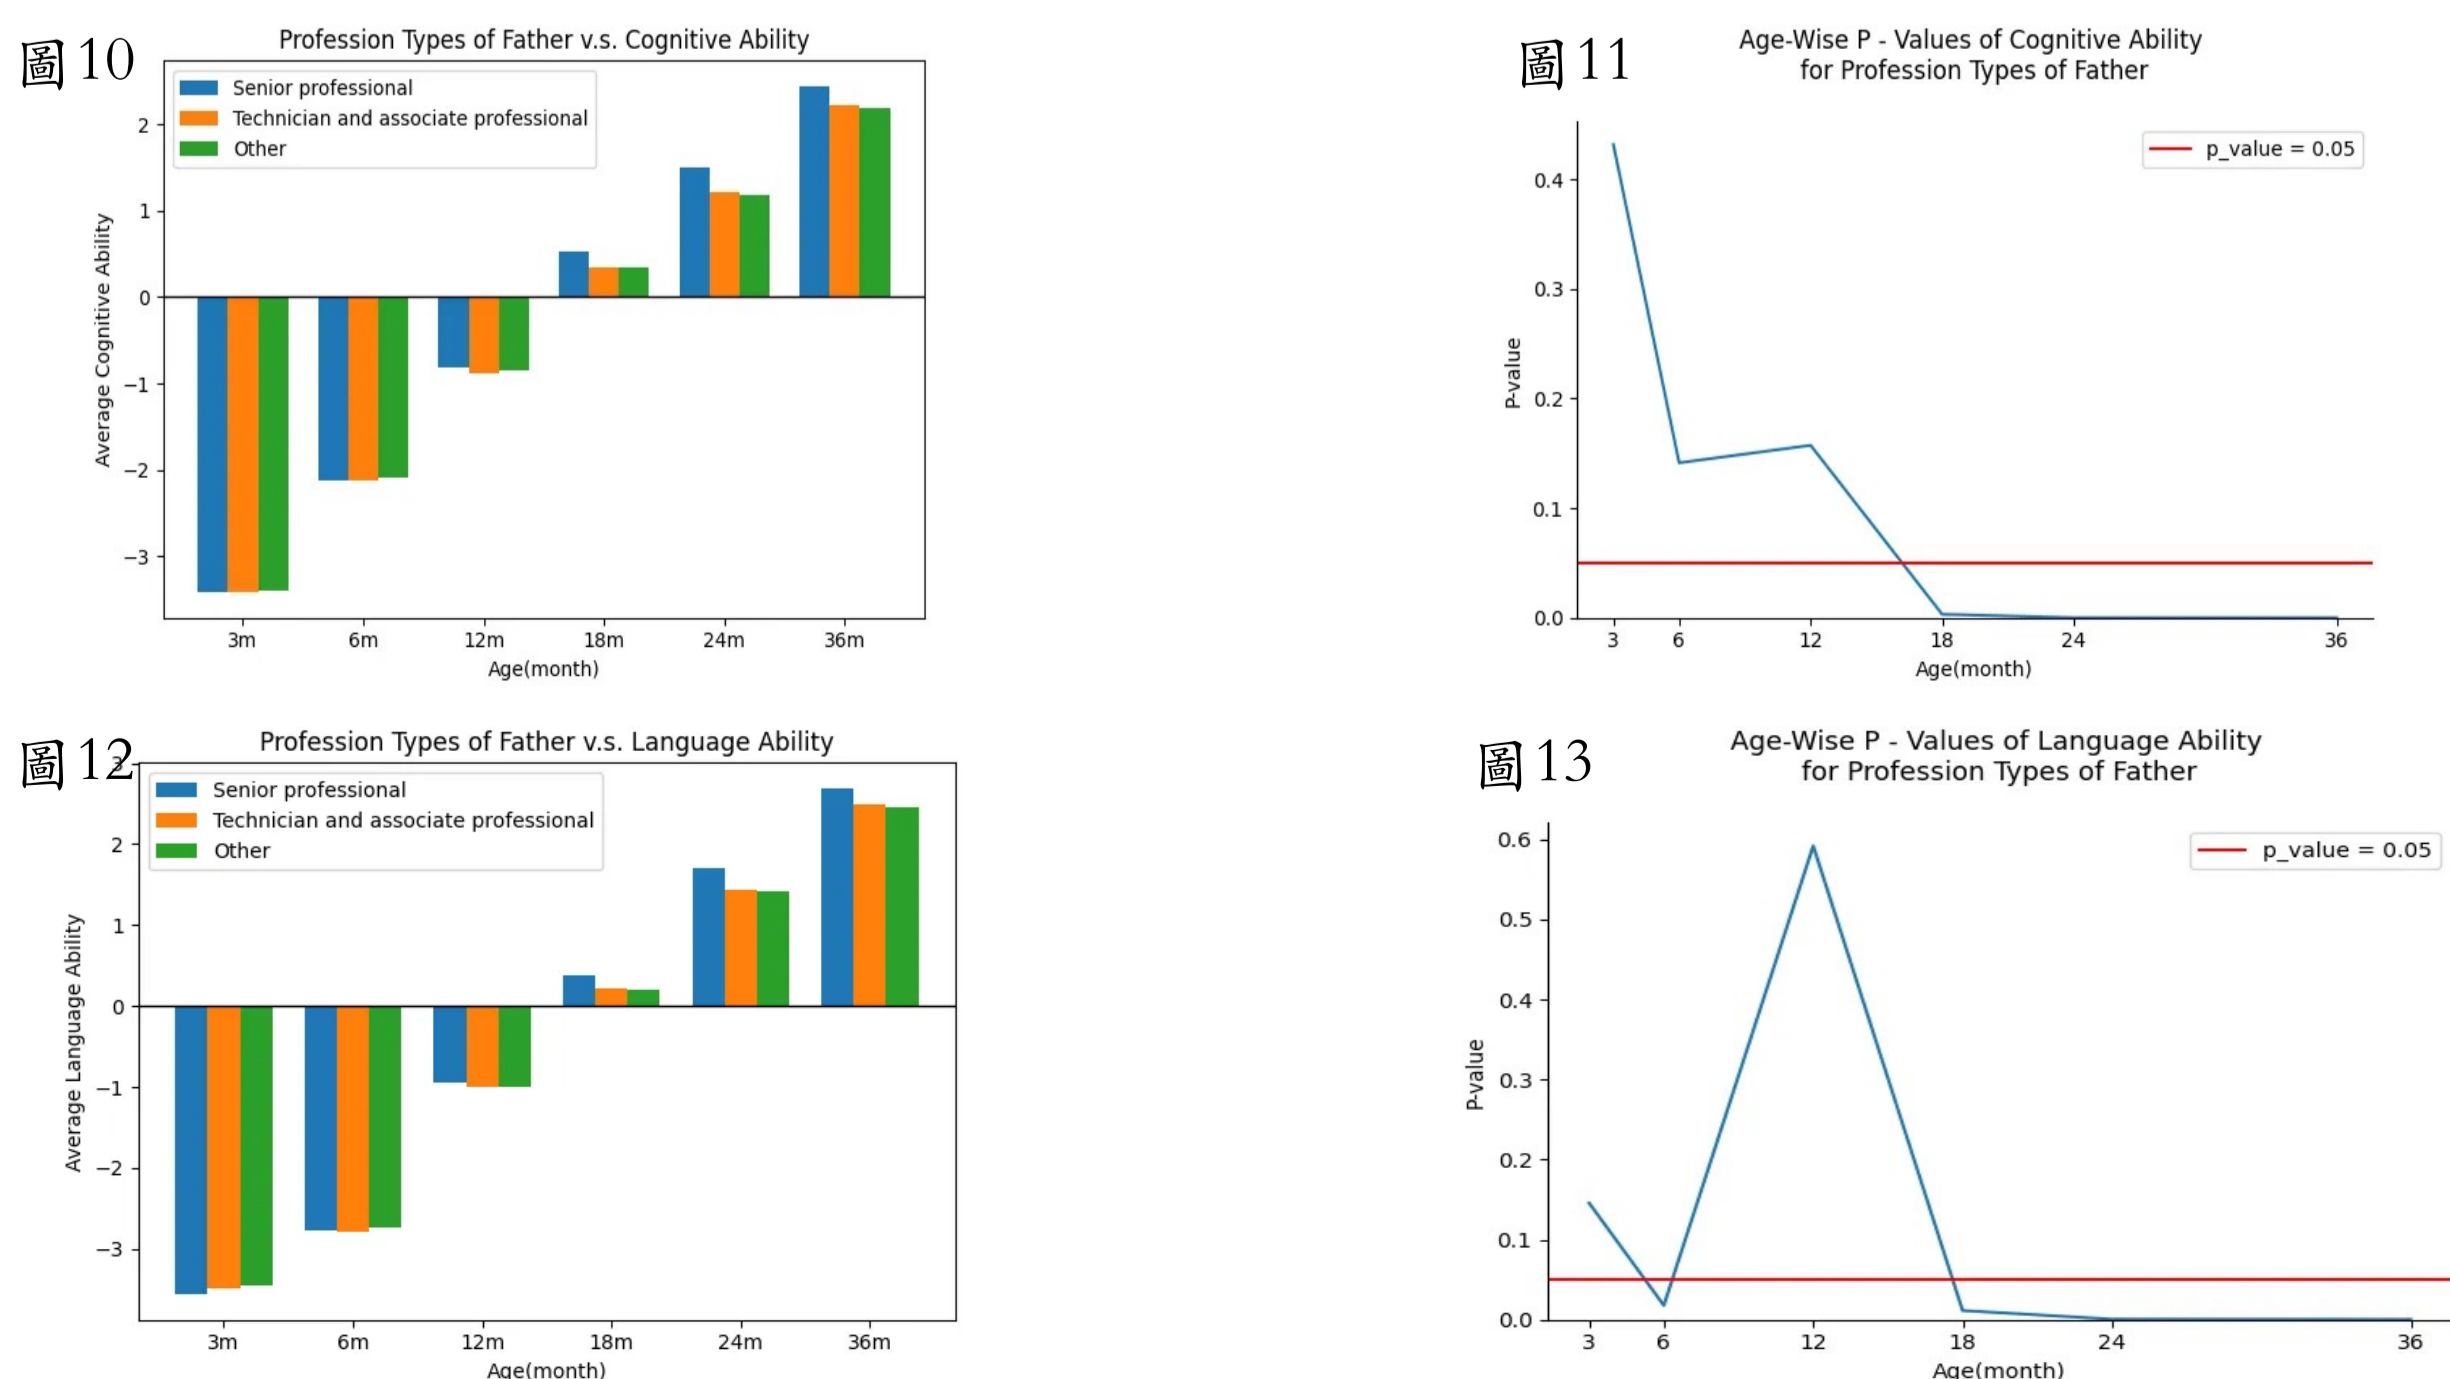 圖10
Profession Types of Father v.s. Cognitive Ability
Senior professional
Technician and associate professional
Other
Average Cognitive Ability
2
1
0
−1
−2
−3
3m 6m 12m 18m 24m 36m
Age(month)
圖11
Age-Wise P - Values of Cognitive Ability
for Profession Types of Father
p_value = 0.05
P-value
0.4
0.3
0.2
0.1
0.0
3 6 12 18 24 36
Age(month)
圖12
Profession Types of Father v.s. Language Ability
Senior professional
Technician and associate professional
Other
Average Language Ability
3
2
1
0
−1
−2
−3
3m 6m 12m 18m 24m 36m
Age(month)
圖13
Age-Wise P - Values of Language Ability
for Profession Types of Father
p_value = 0.05
P-value
0.6
0.5
0.4
0.3
0.2
0.1
0.0
3 6 12 18 24 36
Age(month)